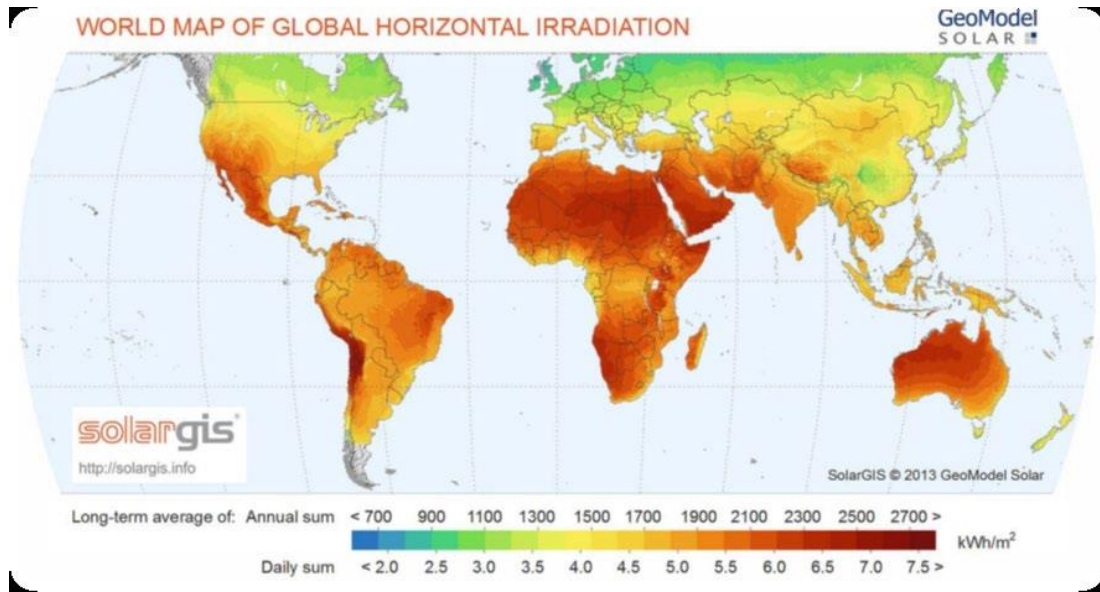 WORLD MAP OF GLOBAL HORIZONTAL IRRADIATION
GeoModel
SOLAR
solargis
http://solargis.info
SolarGIS © 2013 GeoModel Solar
Long-term average of: Annual sum < 700 900 1100 1300 1500 1700 1900 2100 2300 2500 2700 >
kWh/m²
Daily sum < 2.0 2.5 3.0 3.5 4.0 4.5 5.0 5.5 6.0 6.5 7.0 7.5 >